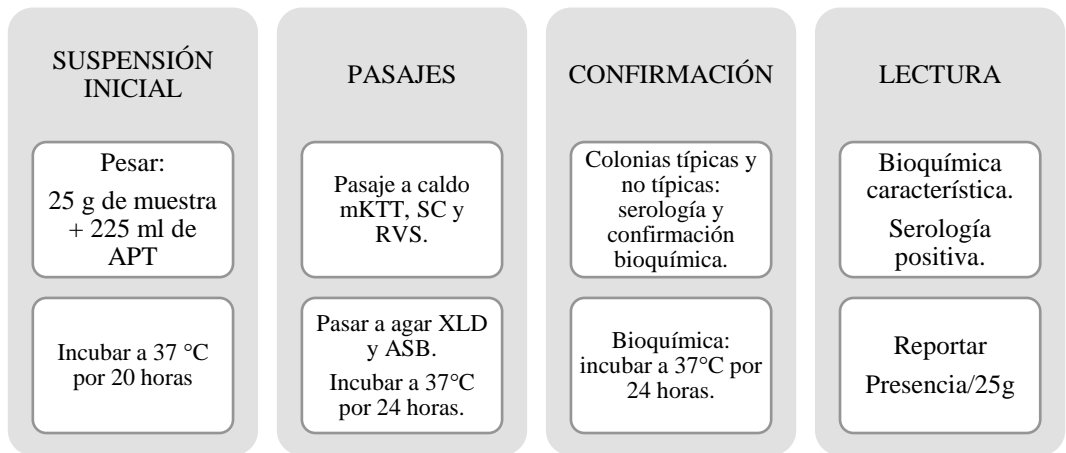 SUSPENSIÓN
INICIAL
Pesar:
25 g de muestra
+ 225 ml de
APT
Incubar a 37 °C
por 20 horas
PASAJES
Pasaje a caldo
mKTT, SC y
RVS.
Pasar a agar XLD
y ASB.
Incubar a 37°C
por 24 horas.
CONFIRMACIÓN
Colonias típicas y
no típicas:
serología y
confirmación
bioquímica.
Bioquímica:
incubar a 37°C por
24 horas.
LECTURA
Bioquímica
característica.
Serología
positiva.
Reportar
Presencia/25g